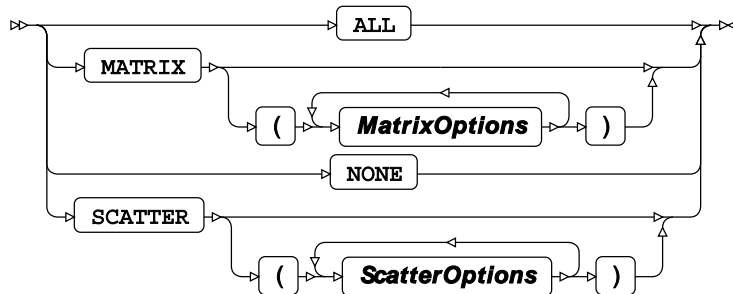 ALL
MATRIX
( MatrixOptions )
NONE
SCATTER
( ScatterOptions )